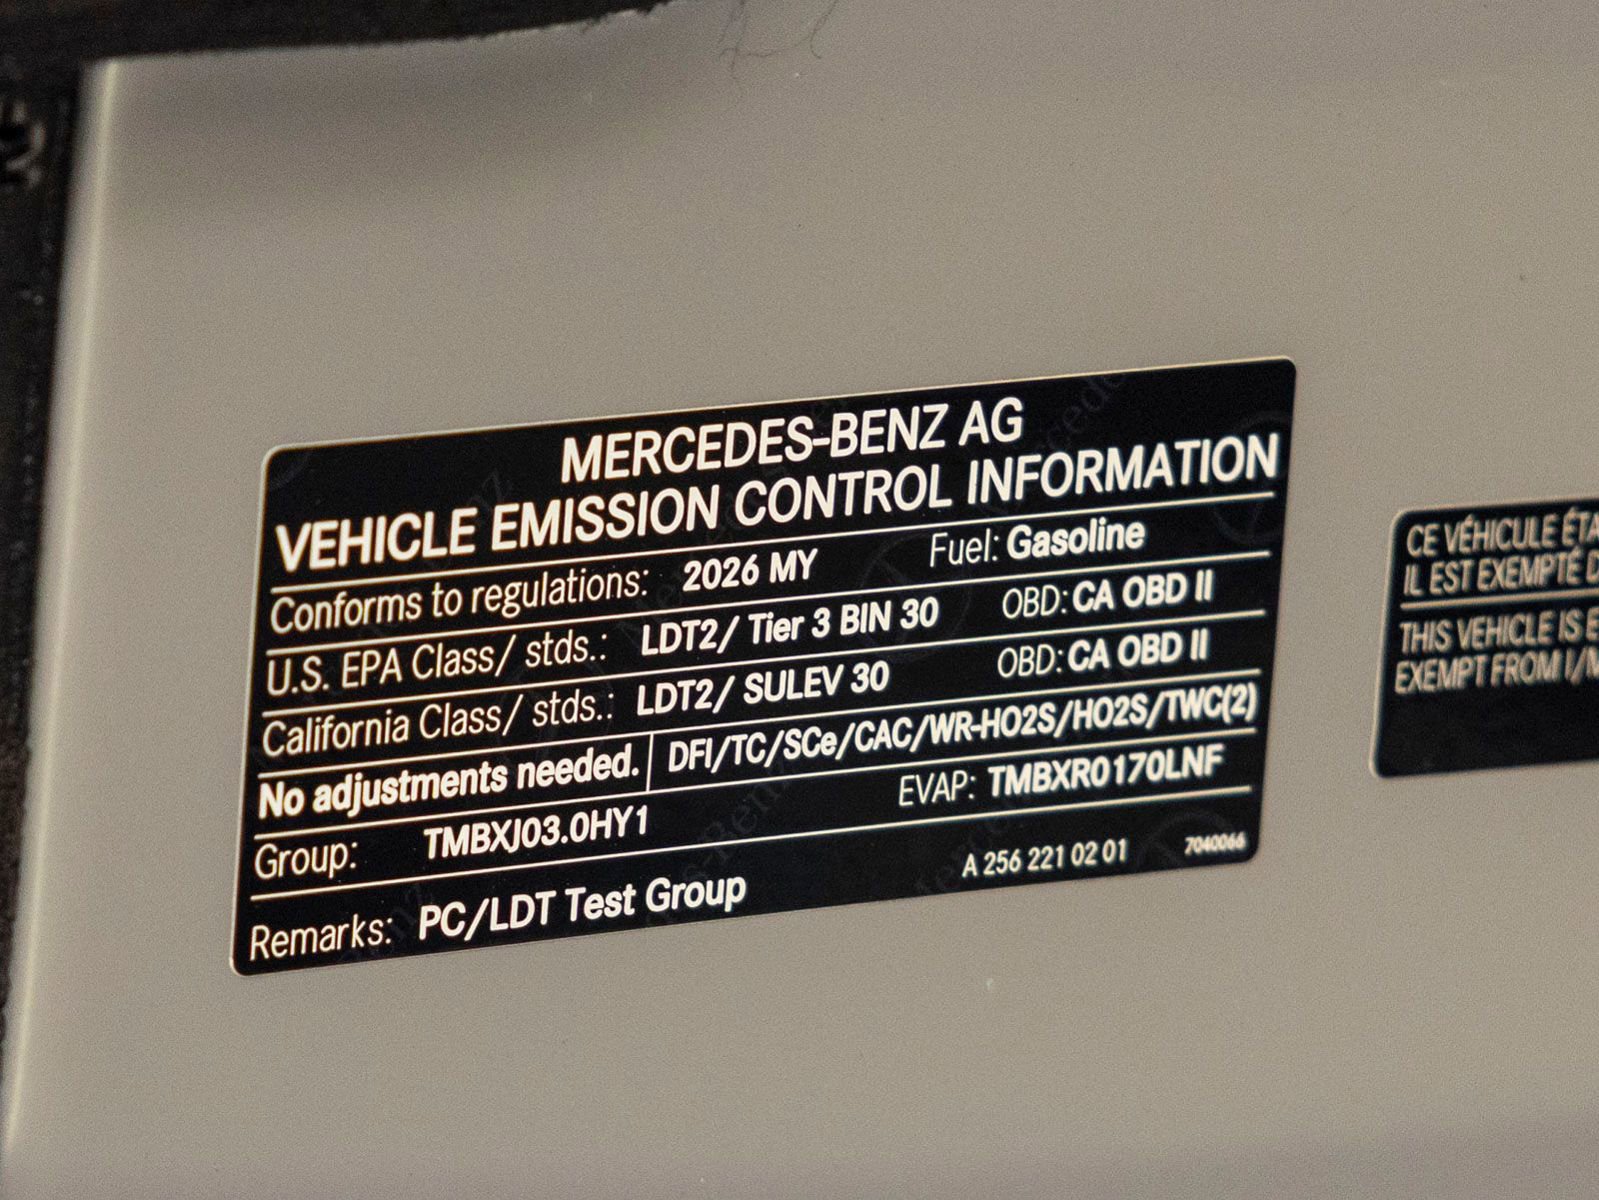 MERCEDES-BENZ AG
VEHICLE EMISSION CONTROL INFORMATION
Conforms to regulations: 2026 MY Fuel: Gasoline
U.S. EPA Class/ stds.: LDT2/ Tier 3 BIN 30 OBD: CA OBD II
California Class/ stds.: LDT2/ SULEV 30 OBD: CA OBD II
No adjustments needed. DFI/TC/SCe/CAC/WR-HO2S/HO2S/TWC(2)
Group: TMBXJ03.0HY1 EVAP: TMBXR0170LNF
Remarks: PC/LDT Test Group A 256 221 02 01 7040066
CE VÉHICULE ÉTA
IL EST EXEMPTÉ D
THIS VEHICLE IS E
EXEMPT FROM I/M